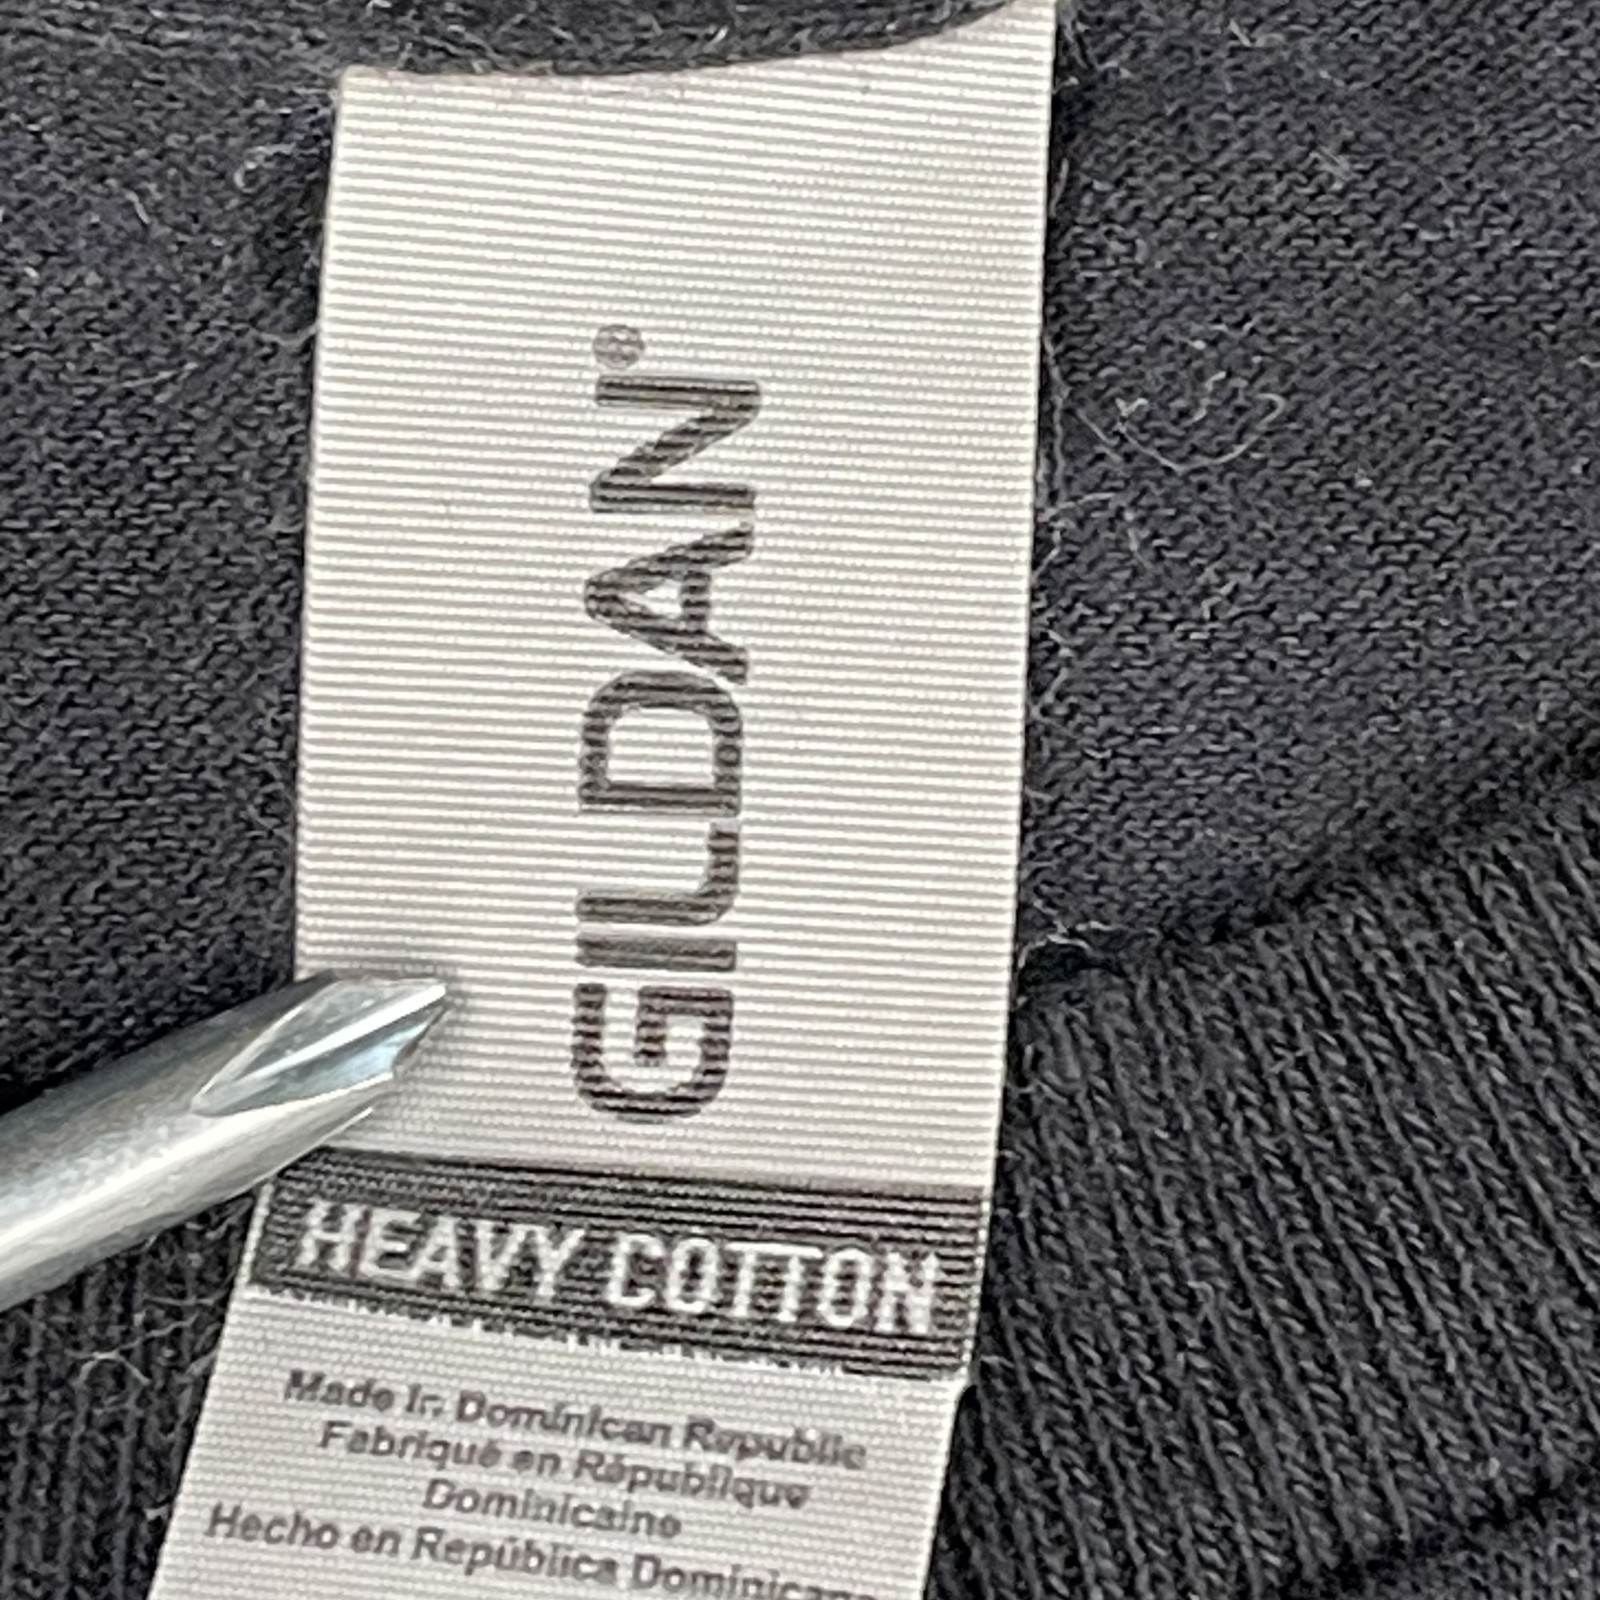 GILDAN®
HEAVY COTTON
Made in Dominican Republic
Fabriqué en République
Dominicaine
Hecho en República Dominicana